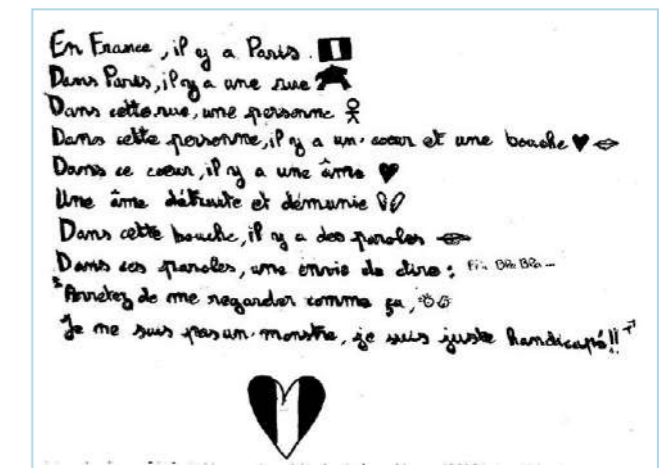 En France, il y a Paris.
Dans Paris, il y a une rue
Dans cette rue, une personne
Dans cette personne, il y a un coeur et une bouche
Dans ce coeur, il y a une âme
Une âme détruite et démunie
Dans cette bouche, il y a des paroles
Dans ces paroles, une envie de dire : Bla Bla...
"Arretez de me regarder comme ça,
Je ne suis pas un monstre, je suis juste handicapé!!"